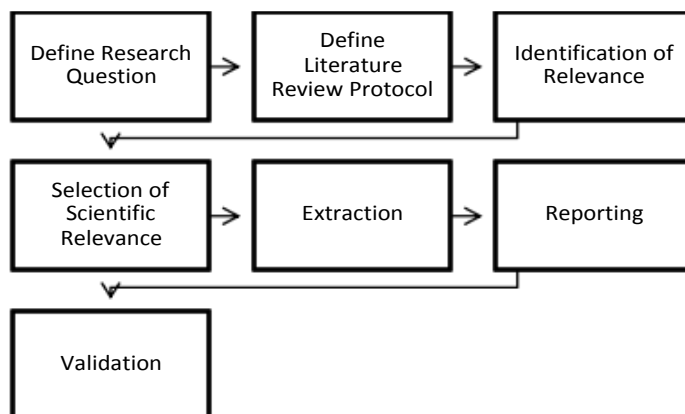 Define Research
Question
Define
Literature
Review Protocol
Identification of
Relevance
Selection of
Scientific
Relevance
Extraction
Reporting
Validation